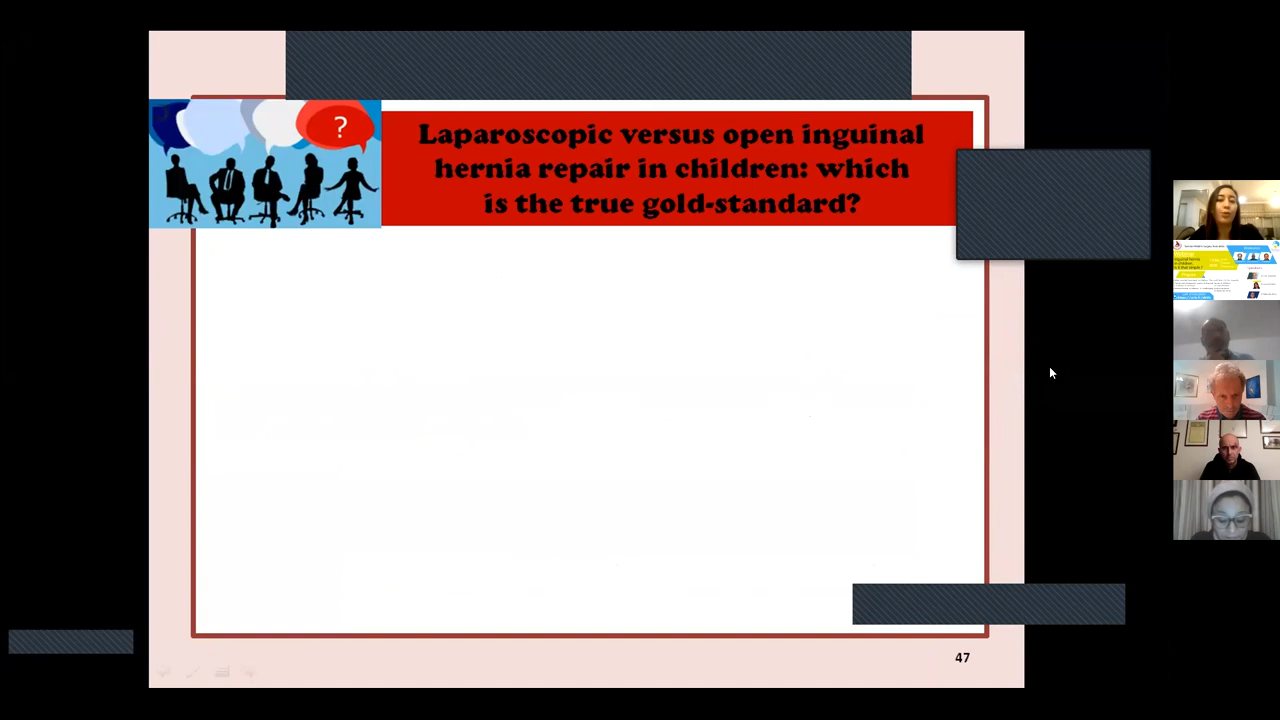 ?
Laparoscopic versus open inguinal
hernia repair in children: which
is the true gold-standard?
47